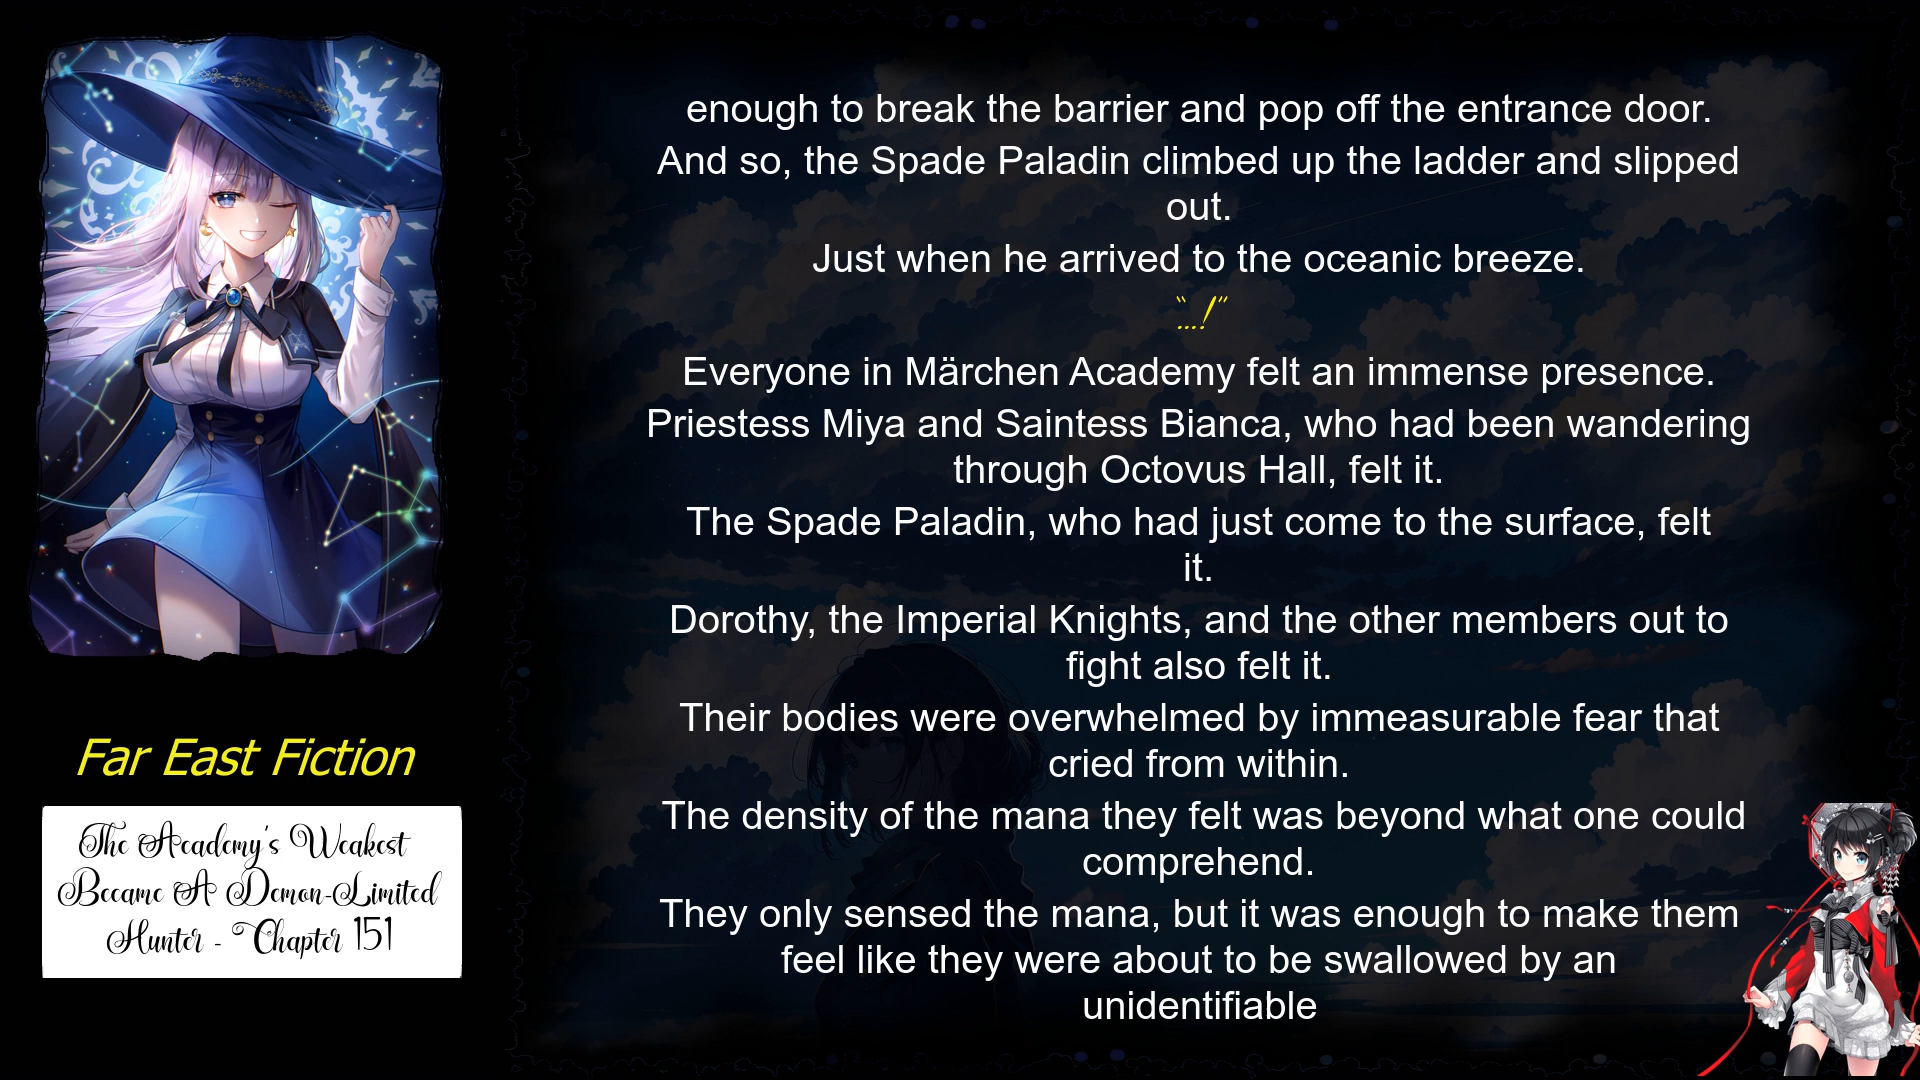 enough to break the barrier and pop off the entrance door.
And so, the Spade Paladin climbed up the ladder and slipped
out.
Just when he arrived to the oceanic breeze.
“...!”
Everyone in Märchen Academy felt an immense presence.
Priestess Miya and Saintess Bianca, who had been wandering
through Octovus Hall, felt it.
The Spade Paladin, who had just come to the surface, felt
it.
Dorothy, the Imperial Knights, and the other members out to
fight also felt it.
Their bodies were overwhelmed by immeasurable fear that
cried from within.
The density of the mana they felt was beyond what one could
comprehend.
They only sensed the mana, but it was enough to make them
feel like they were about to be swallowed by an
unidentifiable
Far East Fiction
The Academy's Weakest
Became A Demon-Limited
Hunter - Chapter 151